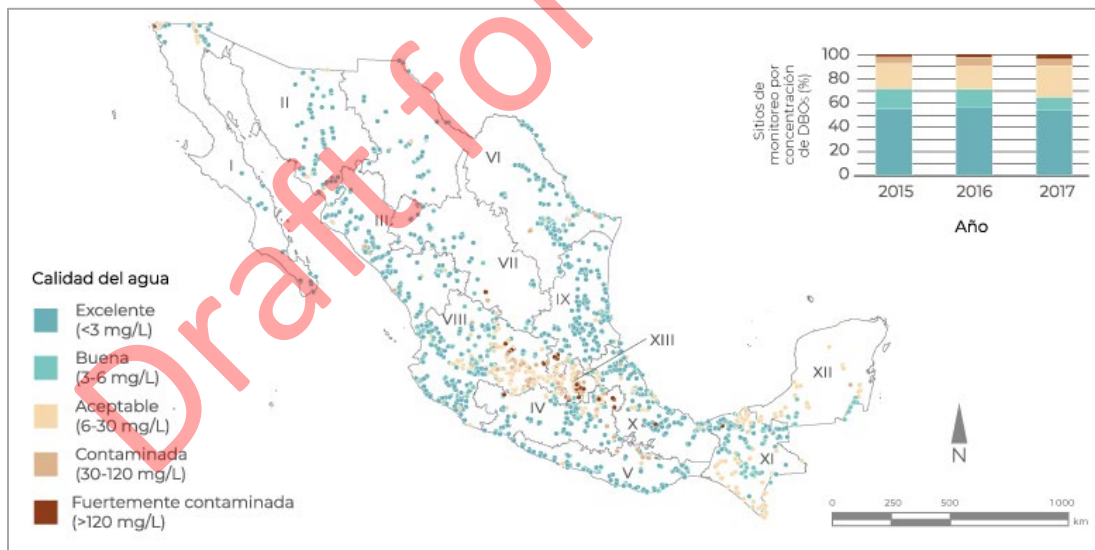 Draft for
I
II
III
IV
V
VI
VII
VIII
IX
X
XI
XII
XIII
Calidad del agua
Excelente
(<3 mg/L)
Buena
(3-6 mg/L)
Aceptable
(6-30 mg/L)
Contaminada
(30-120 mg/L)
Fuertemente contaminada
(>120 mg/L)
Sitios de
monitoreo por
concentración
de DBO₅ (%)
100
80
60
40
20
0
2015 2016 2017
Año
N
0 250 500 1 000
km